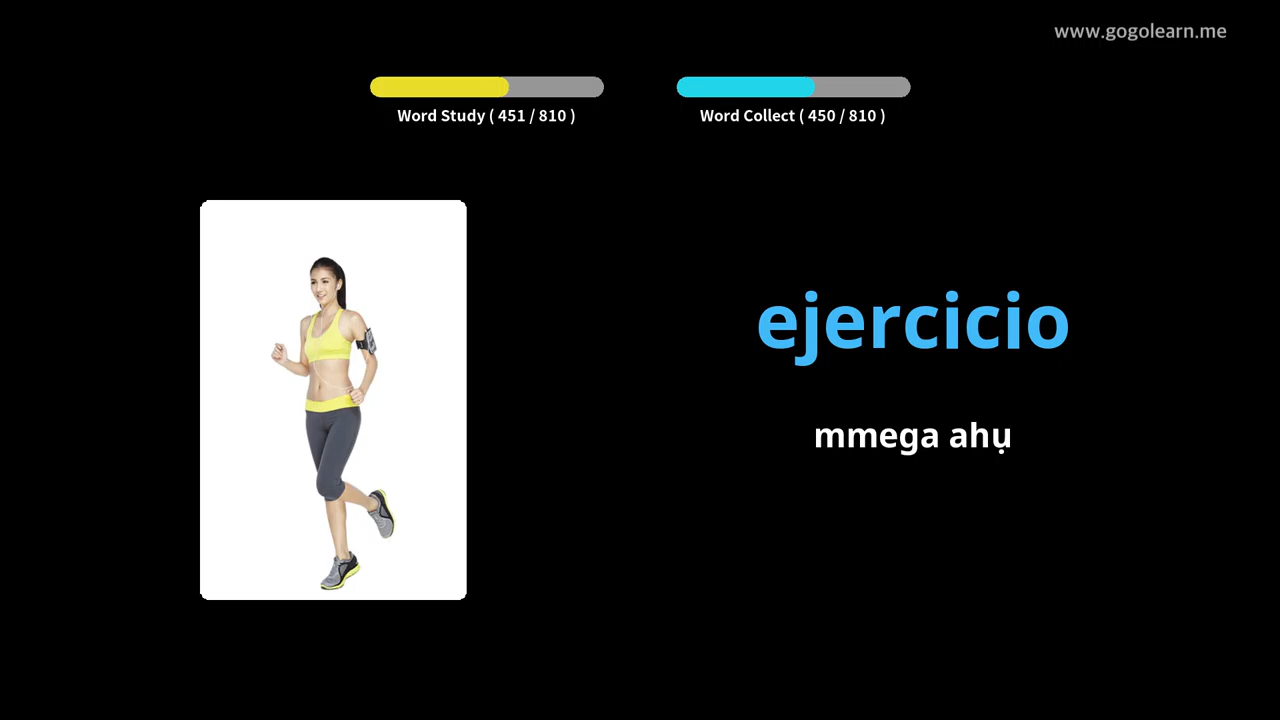 www.gogolearn.me
Word Study ( 451 / 810 )
Word Collect ( 450 / 810 )
ejercicio
mmega ahụ